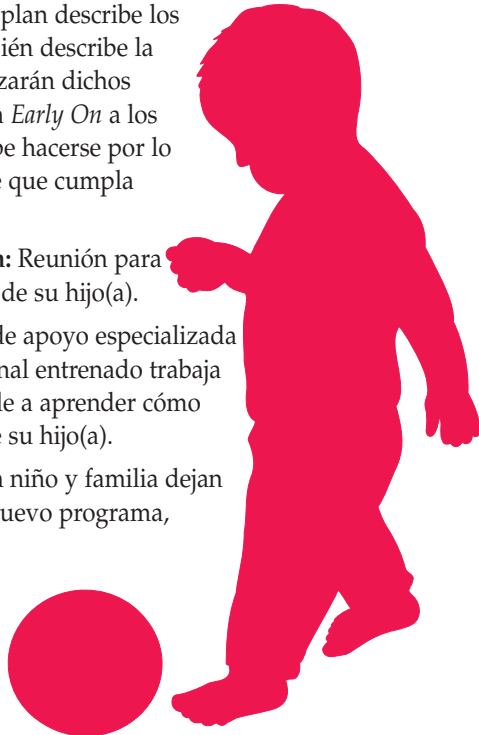 plan describe los
ién describe la
zarán dichos
n Early On a los
be hacerse por lo
e que cumpla
n: Reunión para
de su hijo(a).
de apoyo especializada
nal entrenado trabaja
le a aprender cómo
e su hijo(a).
n niño y familia dejan
uevo programa,